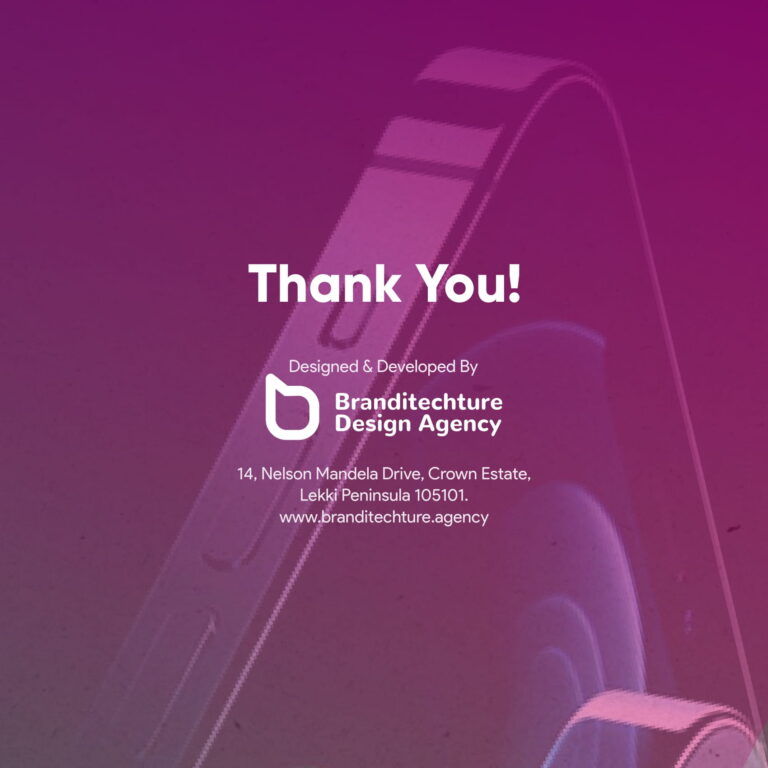 Thank You!
Designed & Developed By
Branditechture
Design Agency
14, Nelson Mandela Drive, Crown Estate,
Lekki Peninsula 105101.
www.branditechture.agency